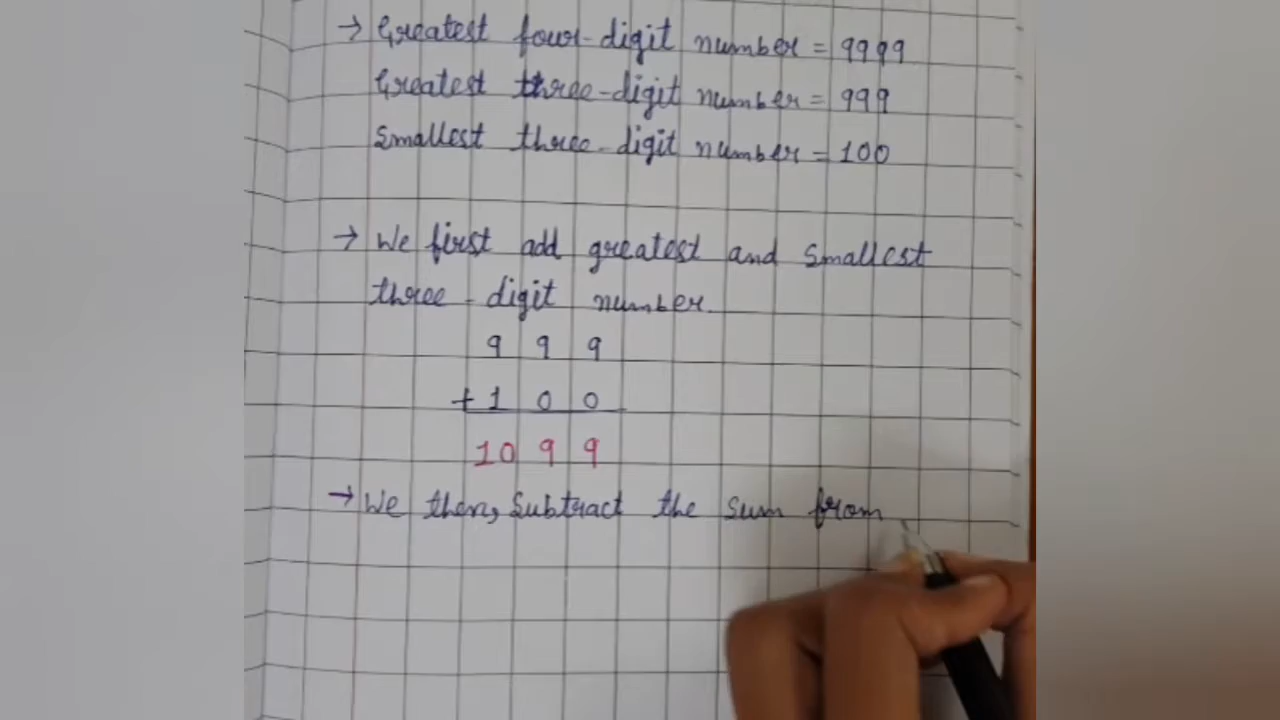 → Greatest four-digit number = 9999
Greatest three-digit number = 999
Smallest three-digit number = 100
→ We first add greatest and smallest
three-digit number.
9 9 9
+ 1 0 0
10 9 9
→ We then, subtract the sum from